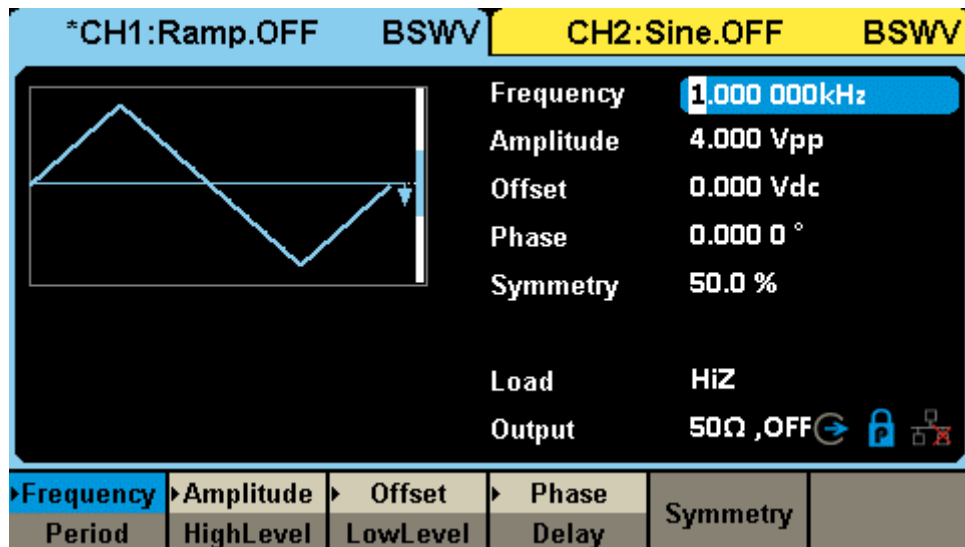 *CH1:Ramp.OFF BSWV CH2:Sine.OFF BSWV
Frequency 1.000 000kHz
Amplitude 4.000 Vpp
Offset 0.000 Vdc
Phase 0.000 0 °
Symmetry 50.0 %
Load HiZ
Output 50Ω ,OFF P
Frequency Amplitude Offset Phase Symmetry
Period HighLevel LowLevel Delay